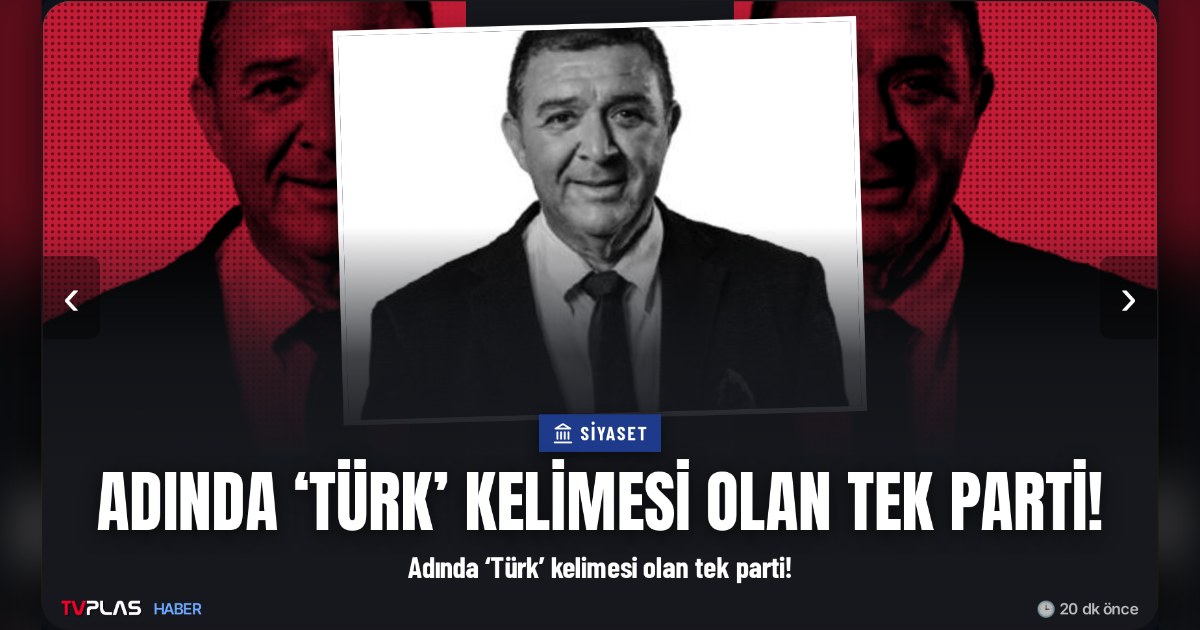 SİYASET
ADINDA ‘TÜRK’ KELİMESİ OLAN TEK PARTİ!
Adında ‘Türk’ kelimesi olan tek parti!
TVPLAS HABER
20 dk önce